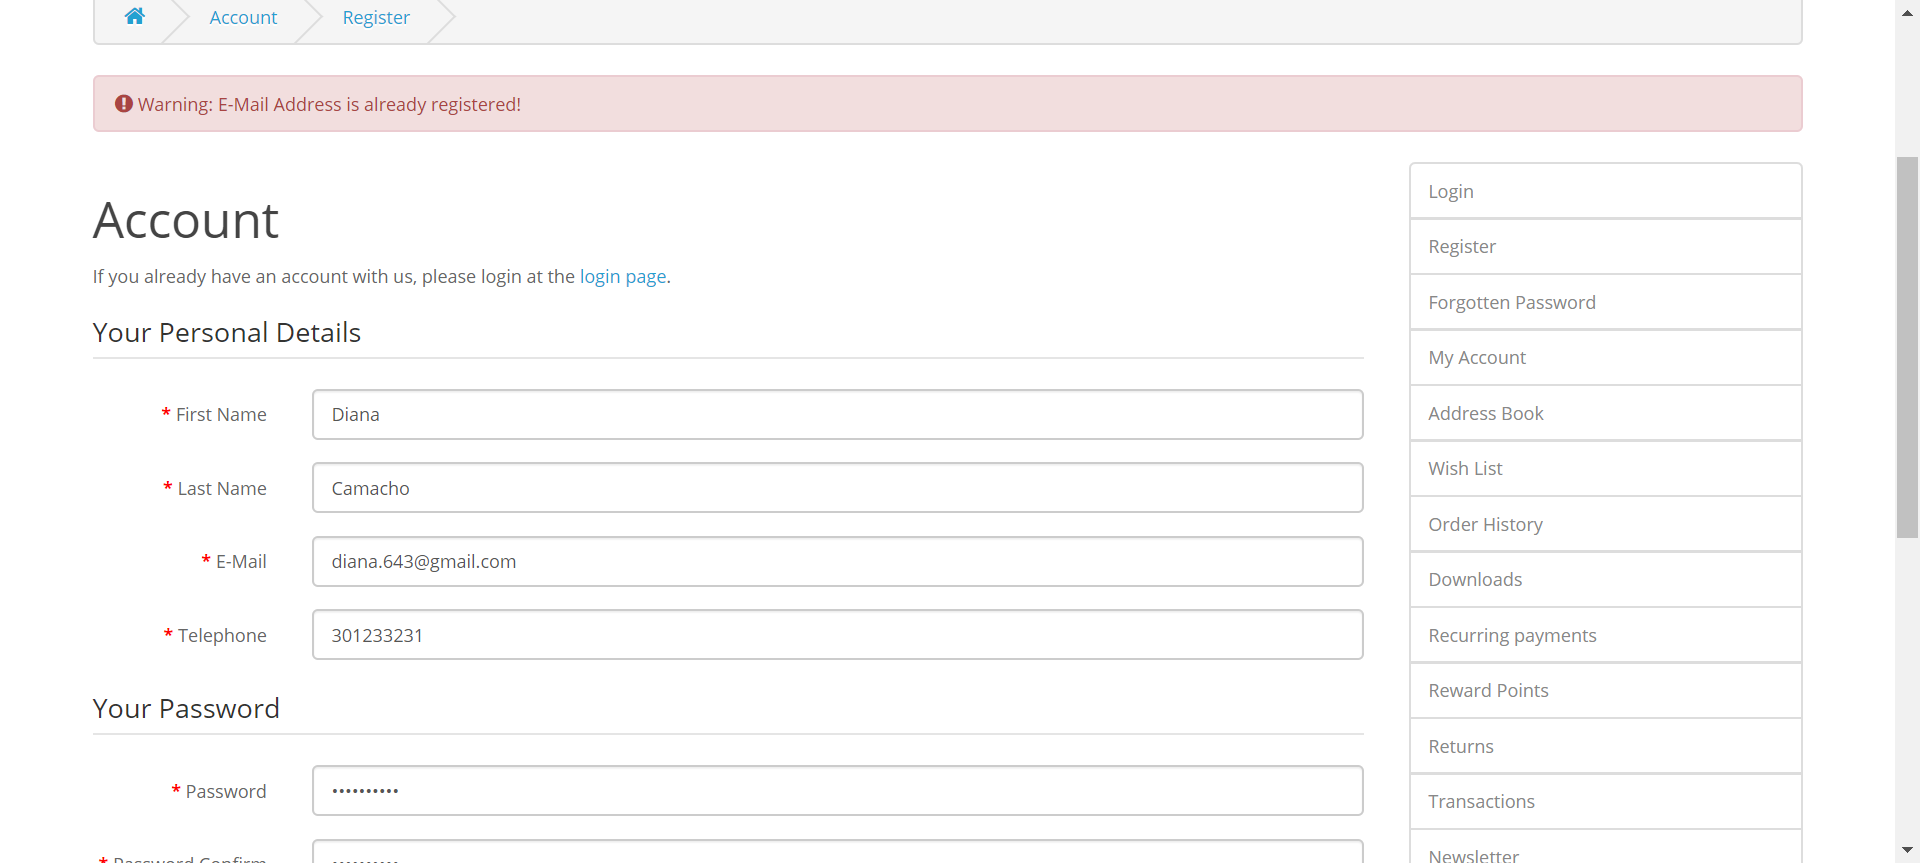 Account Register
Warning: E-Mail Address is already registered!
Account
If you already have an account with us, please login at the login page.
Your Personal Details
* First Name Diana
* Last Name Camacho
* E-Mail diana.643@gmail.com
* Telephone 301233231
Your Password
* Password ••••••••••
* Password Confirm ••••••••••
Login
Register
Forgotten Password
My Account
Address Book
Wish List
Order History
Downloads
Recurring payments
Reward Points
Returns
Transactions
Newsletter